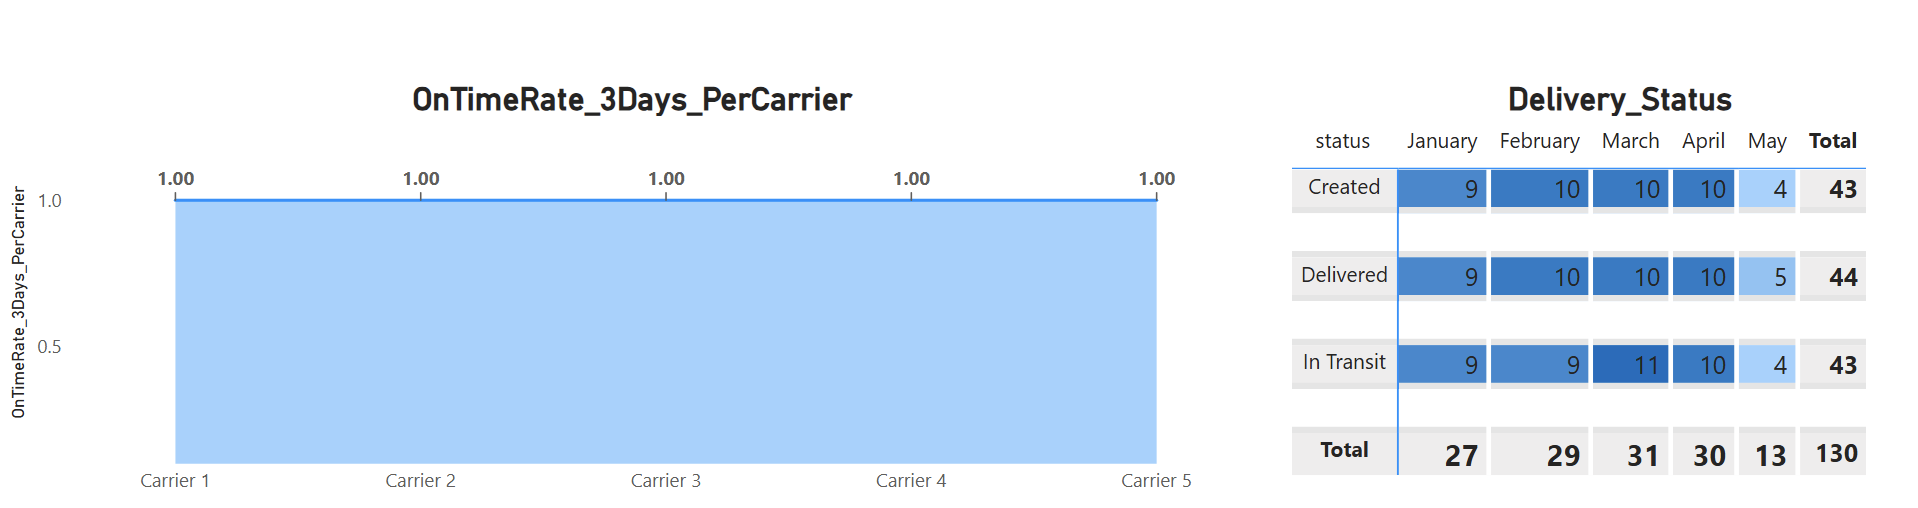 OnTimeRate_3Days_PerCarrier
OnTimeRate_3Days_PerCarrier
1.0
0.5
1.00 1.00 1.00 1.00 1.00
Carrier 1 Carrier 2 Carrier 3 Carrier 4 Carrier 5
Delivery_Status
status January February March April May Total
Created 9 10 10 10 4 43
Delivered 9 10 10 10 5 44
In Transit 9 9 11 10 4 43
Total 27 29 31 30 13 130